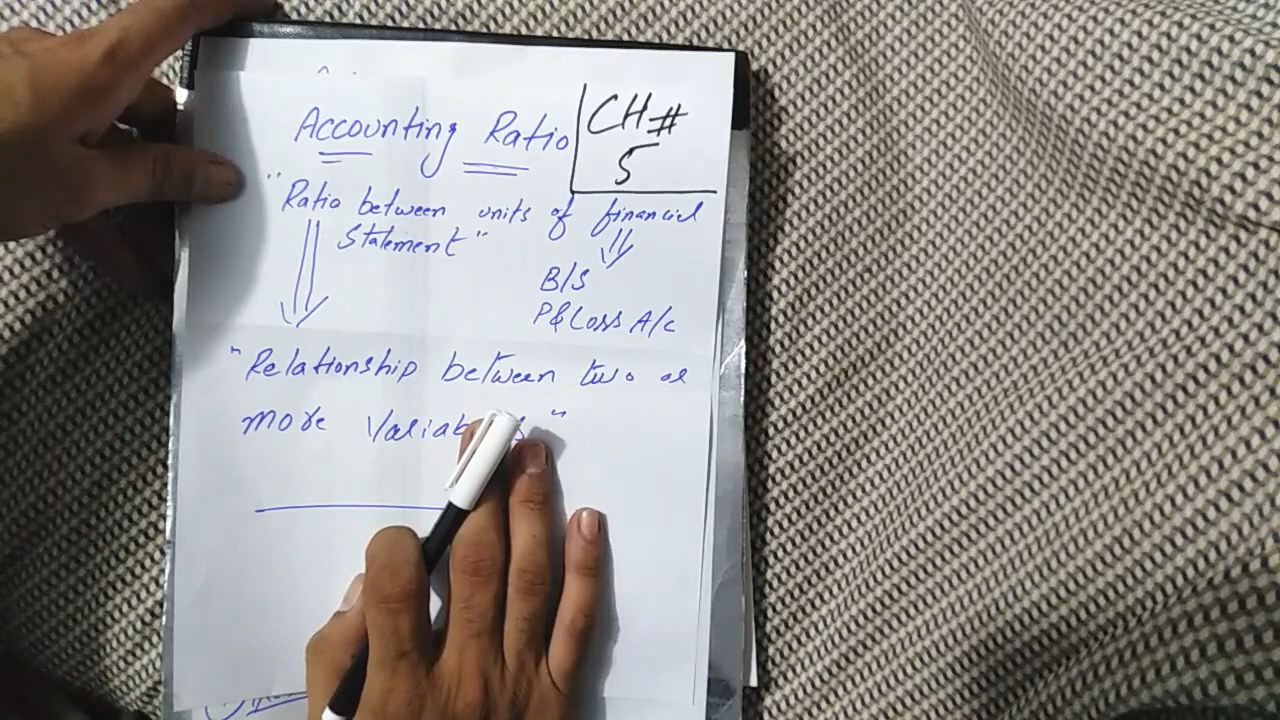 Accounting Ratio
CH#
5
"Ratio between units of financial
Statement"
B/S
P&Loss A/c
"Relationship between two or
more"